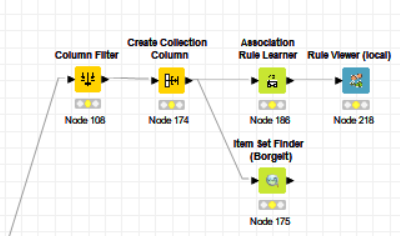 Column Filter
Create Collection
Column
Association
Rule Learner
Rule Viewer (local)
Node 108
Node 174
Node 186
Node 218
Item Set Finder
(Borgelt)
Node 175